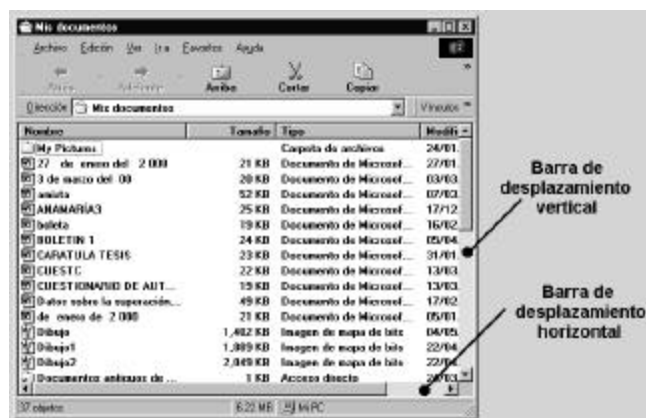 Mis documentos
Archivo Edición Ver Ir a Favoritos Ayuda
Atrás Adelante Arriba Cortar Copiar
Dirección Mis documentos Vínculos
Nombre Tamaño Tipo Modifi
My Pictures Carpeta de archivos 24/01.
27 de enero del 2 000 21 KB Documento de Microsof... 27/01.
3 de marzo del 00 20 KB Documento de Microsof... 03/03.
amista 52 KB Documento de Microsof... 07/03.
ANAMARÍA3 25 KB Documento de Microsof... 17/12.
boleta 19 KB Documento de Microsof... 16/02.
BOLETIN 1 24 KB Documento de Microsof... 05/04.
CARATULA TESIS 23 KB Documento de Microsof... 31/01.
CUESTC 22 KB Documento de Microsof... 13/03.
CUESTIONARIO DE AUT... 19 KB Documento de Microsof... 13/03.
Datos sobre la superación... 49 KB Documento de Microsof... 17/02
de enero de 2 000 21 KB Documento de Microsof... 05/01.
Dibujo 1,402 KB Imagen de mapa de bits 04/05.
Dibujo1 1,089 KB Imagen de mapa de bits 22/04.
Dibujo2 2,049 KB Imagen de mapa de bits 22/04.
Documentos antiguos de ... 1 KB Acceso directo
37 objetos 6.22 MB Mi PC
Barra de
desplazamiento
vertical
Barra de
desplazamiento
horizontal